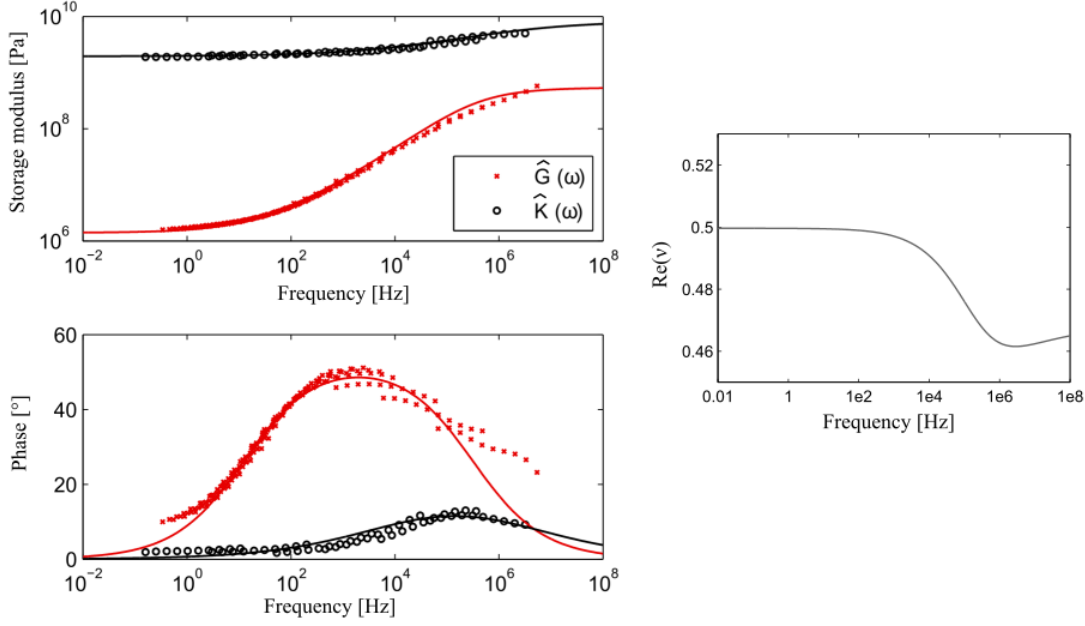 Storage modulus [Pa]
10^10
10^8
10^6
Ĝ (ω)
K̂ (ω)
10^-2 10^0 10^2 10^4 10^6 10^8
Frequency [Hz]
Phase [°]
60
40
20
0
10^-2 10^0 10^2 10^4 10^6 10^8
Frequency [Hz]
Re(ν)
0.52
0.5
0.48
0.46
0.01 1 1e2 1e4 1e6 1e8
Frequency [Hz]